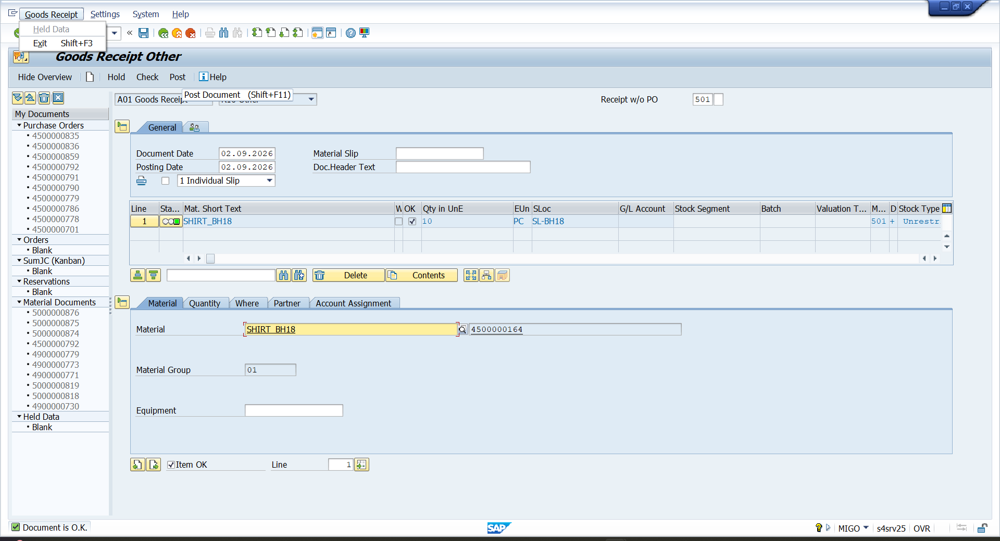 Goods Receipt Settings System Help
Held Data
Exit Shift+F3
«
Goods Receipt Other
Hide Overview Hold Check Post Help
Post Document (Shift+F11)
A01 Goods Receipt
Receipt w/o PO 501
My Documents
Purchase Orders
4500000835
4500000836
4500000859
4500000792
4500000791
4500000790
4500000779
4500000786
4500000778
4500000701
Orders
Blank
SumJC (Kanban)
Blank
Reservations
Blank
Material Documents
5000000876
5000000875
5000000874
4500000792
4900000779
4900000773
4900000771
5000000819
5000000818
4900000730
Held Data
Blank
General
Document Date 02.09.2026 Material Slip
Posting Date 02.09.2026 Doc.Header Text
1 Individual Slip
Line Sta... Mat. Short Text W OK Qty in UnE EUn SLoc G/L Account Stock Segment Batch Valuation T... M... D Stock Type
1 SHIRT_BH18 10 PC SL-BH18 501 + Unrestr
Delete Contents
Material Quantity Where Partner Account Assignment
Material SHIRT_BH18 4500000164
Material Group 01
Equipment
Item OK Line 1
Document is O.K.
SAP
MIGO s4srv25 OVR